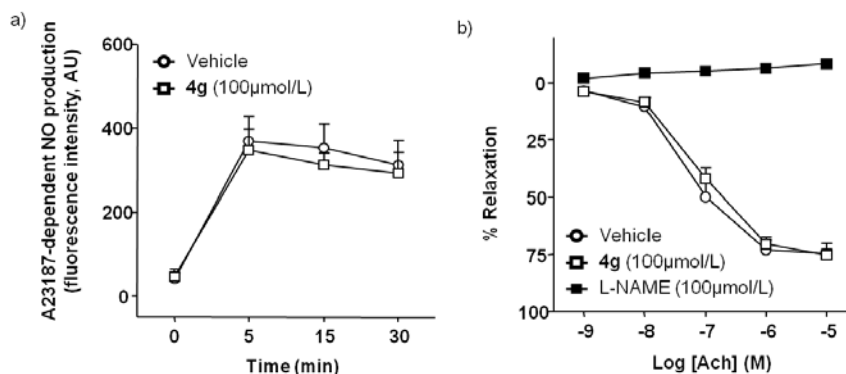 a)
A23187-dependent NO production
(fluorescence intensity, AU)
600
400
200
0
Vehicle
4g (100µmol/L)
0 5 15 30
Time (min)
b)
% Relaxation
0
25
50
75
100
Vehicle
4g (100µmol/L)
L-NAME (100µmol/L)
-9 -8 -7 -6 -5
Log [Ach] (M)